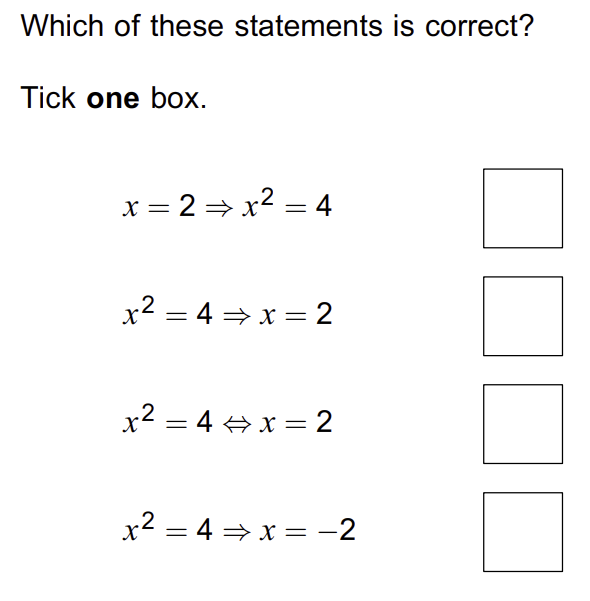 Which of these statements is correct?
Tick one box.
x = 2 ⇒ x² = 4
x² = 4 ⇒ x = 2
x² = 4 ⇔ x = 2
x² = 4 ⇒ x = −2